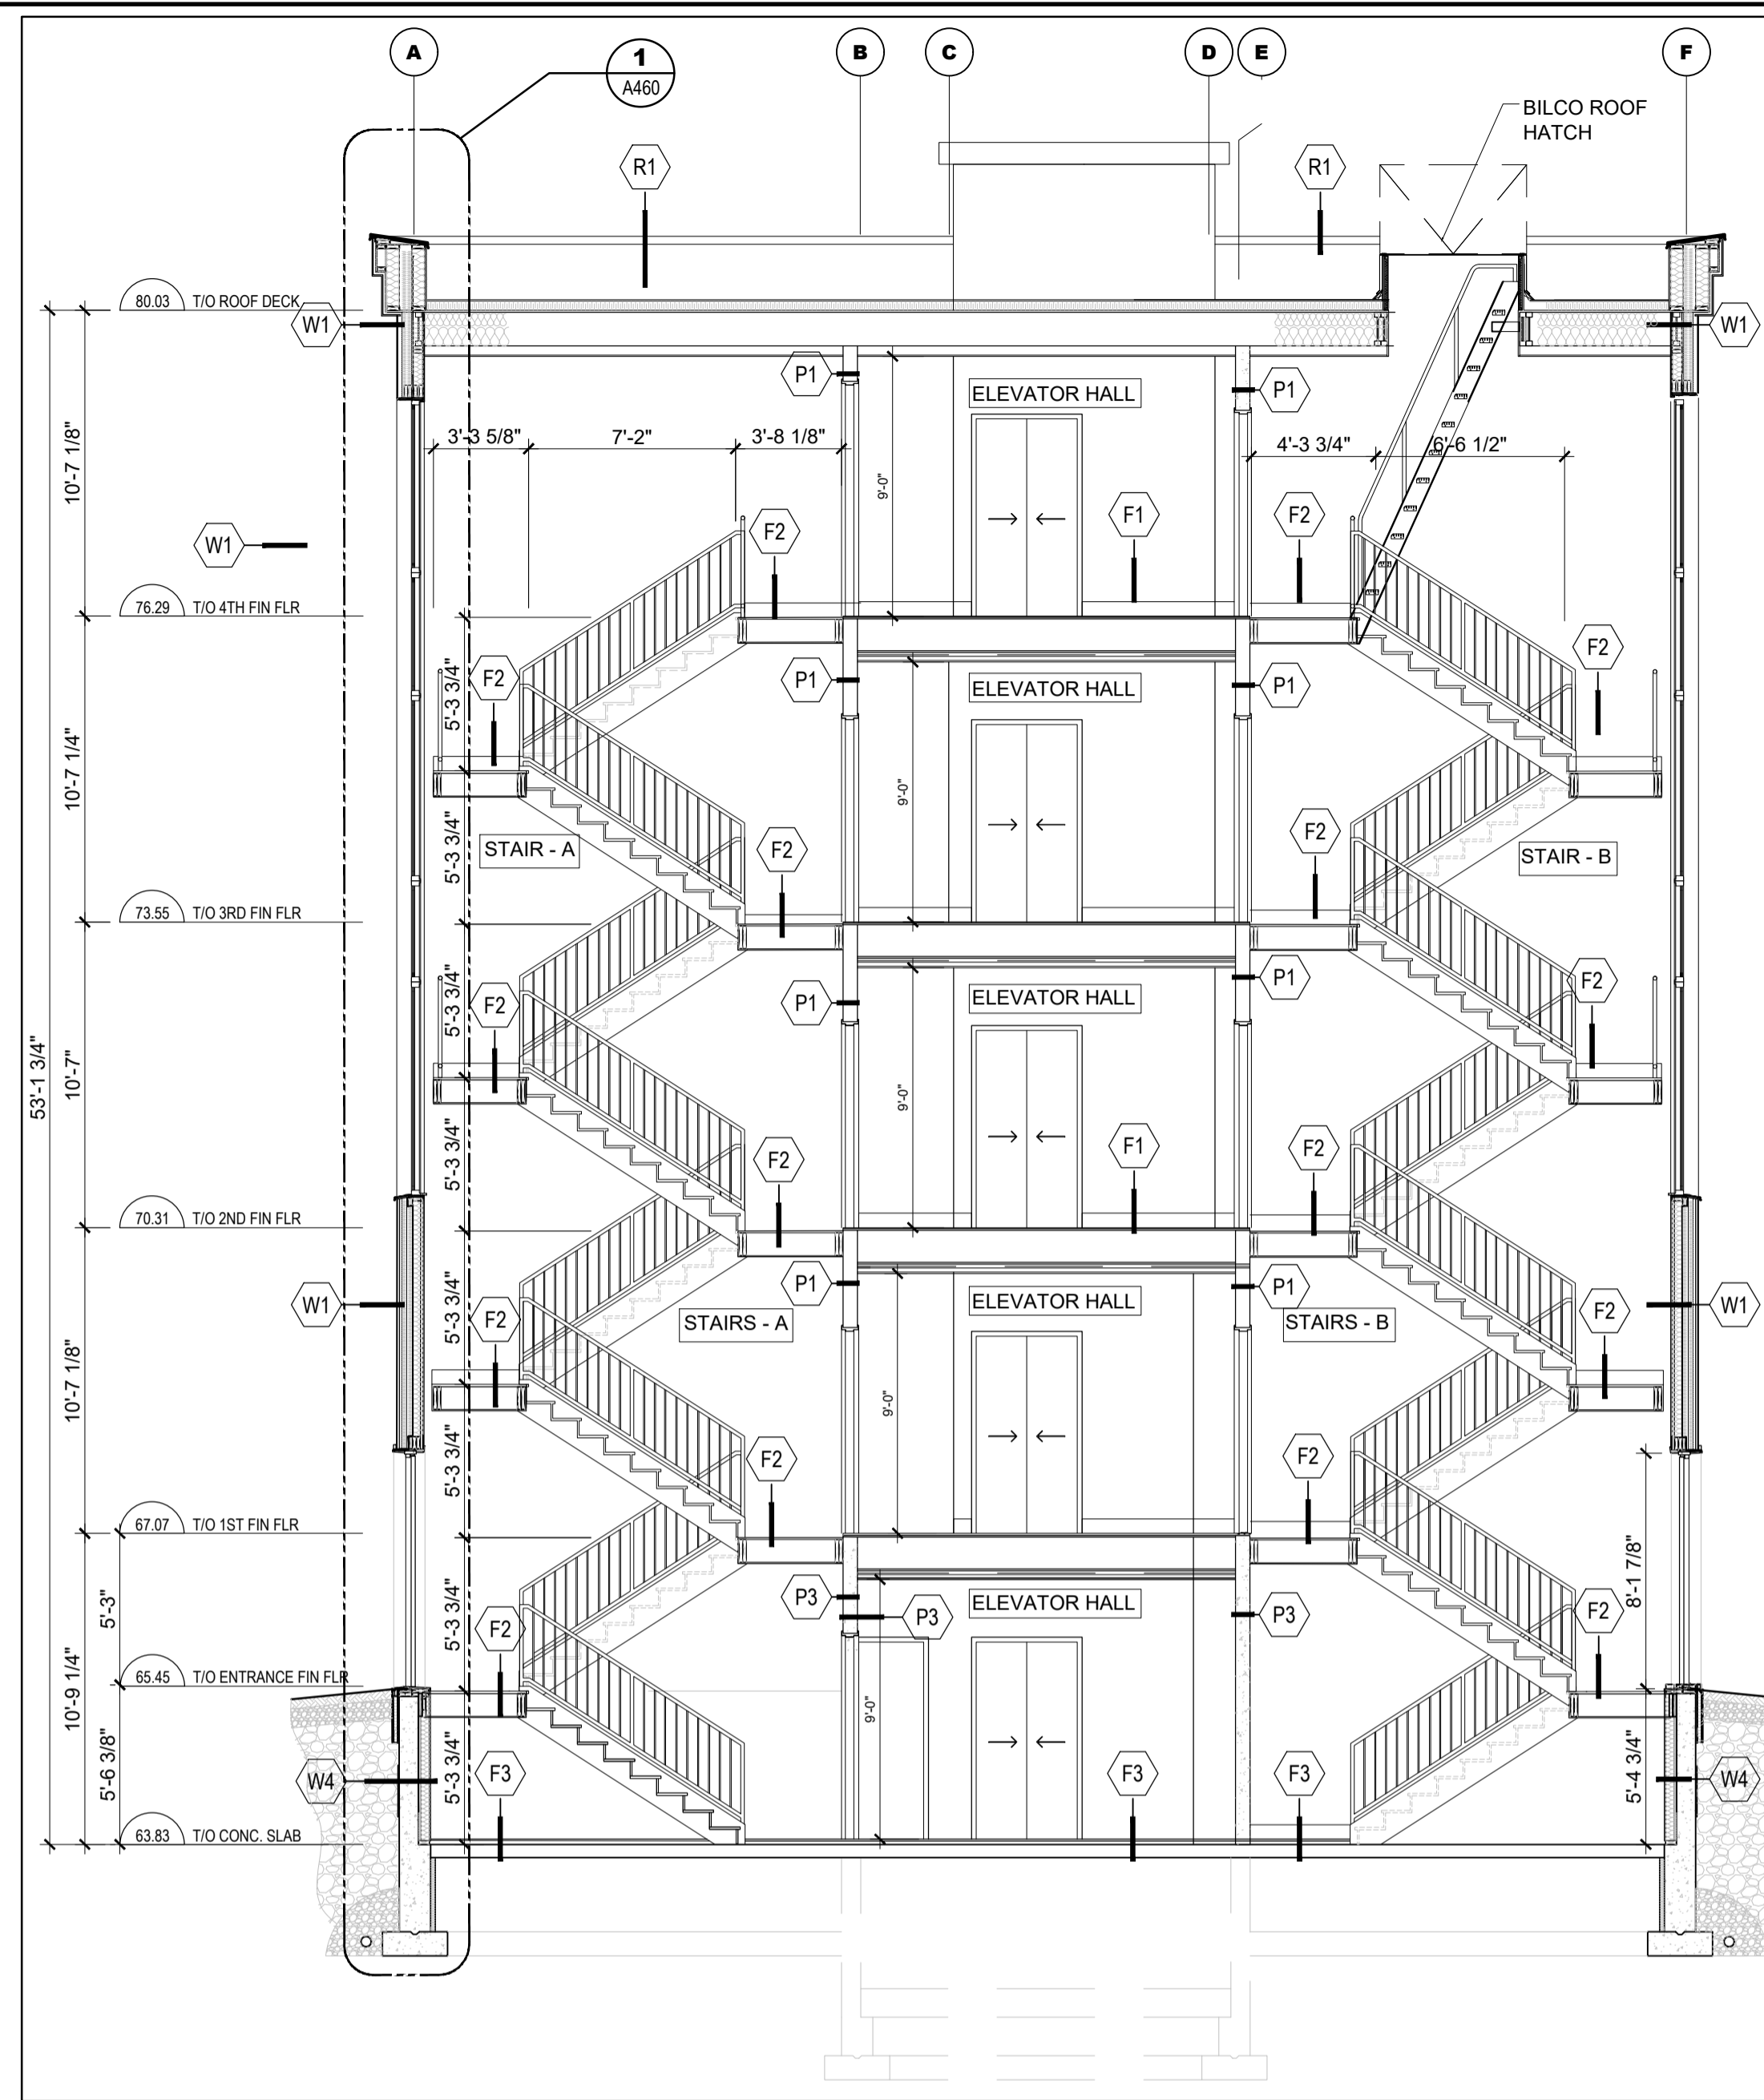 A
B
C
D
E
F
1
A460
BILCO ROOF
HATCH
R1
R1
80.03 T/O ROOF DECK
W1
W1
P1
ELEVATOR HALL
P1
3'-3 5/8"
7'-2"
3'-8 1/8"
4'-3 3/4"
6'-6 1/2"
10'-7 1/8"
9'-0"
W1
F2
F1
F2
76.29 T/O 4TH FIN FLR
F2
5'-3 3/4"
F2
P1
ELEVATOR HALL
P1
10'-7 1/4"
9'-0"
STAIR - A
5'-3 3/4"
F2
F2
STAIR - B
73.55 T/O 3RD FIN FLR
F2
5'-3 3/4"
P1
ELEVATOR HALL
P1
F2
53'-1 3/4"
10'-7"
9'-0"
5'-3 3/4"
F2
F1
F2
70.31 T/O 2ND FIN FLR
W1
5'-3 3/4"
F2
STAIRS - A
P1
ELEVATOR HALL
P1
STAIRS - B
F2
W1
10'-7 1/8"
9'-0"
5'-3 3/4"
F2
F2
67.07 T/O 1ST FIN FLR
5'-3"
5'-3 3/4"
F2
P3
P3
ELEVATOR HALL
P3
F2
8'-1 7/8"
65.45 T/O ENTRANCE FIN FLR
10'-9 1/4"
5'-6 3/8"
W4
5'-3 3/4"
F3
9'-0"
F3
F3
5'-4 3/4"
W4
63.83 T/O CONC. SLAB